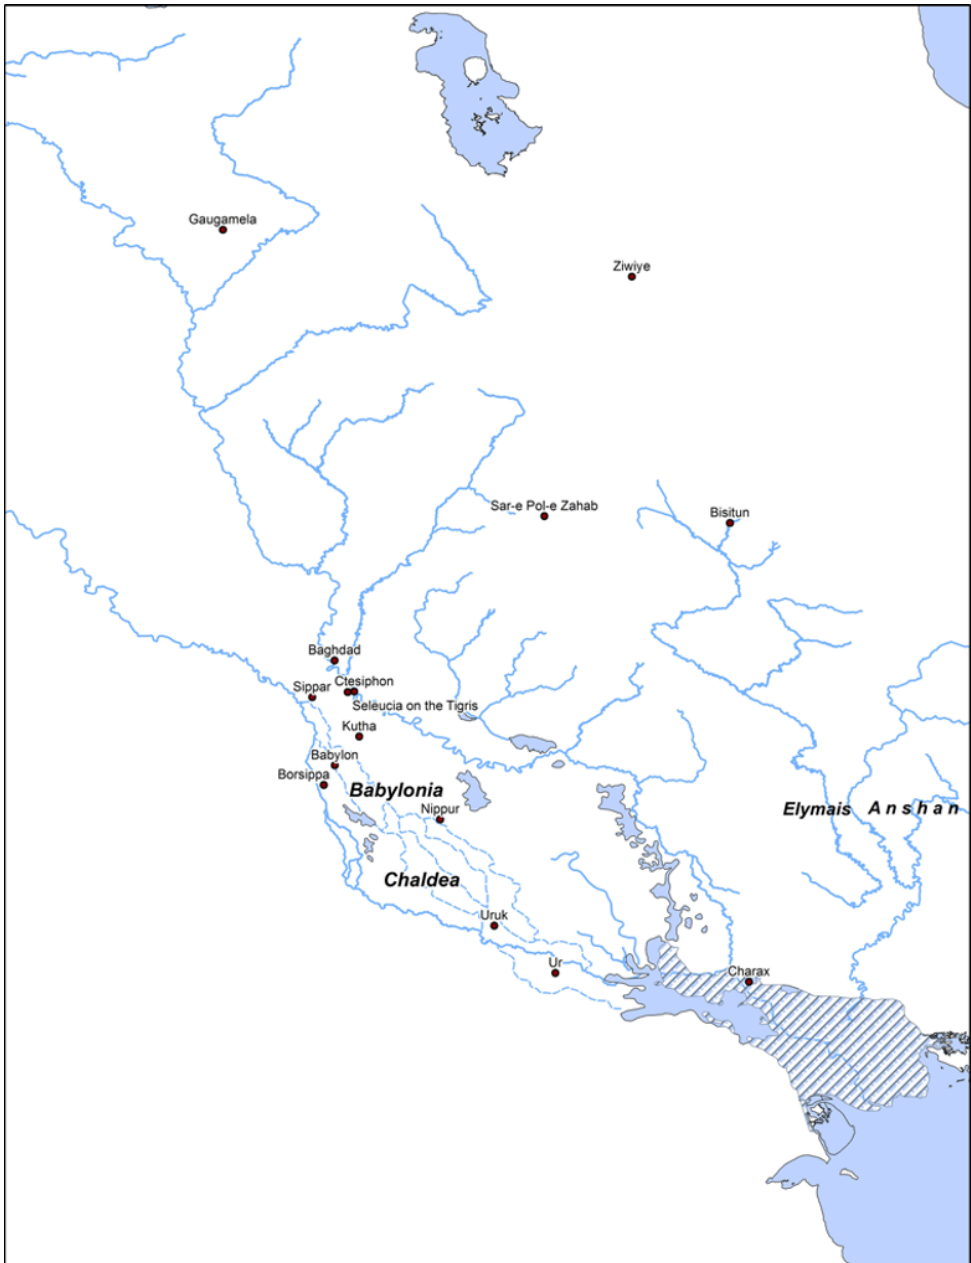 Gaugamela
Ziwiye
Sar-e Pol-e Zahab
Bisitun
Baghdad
Ctesiphon
Sippar
Seleucia on the Tigris
Kutha
Babylon
Borsippa
Babylonia
Nippur
Elymais
Anshan
Chaldea
Uruk
Ur
Charax